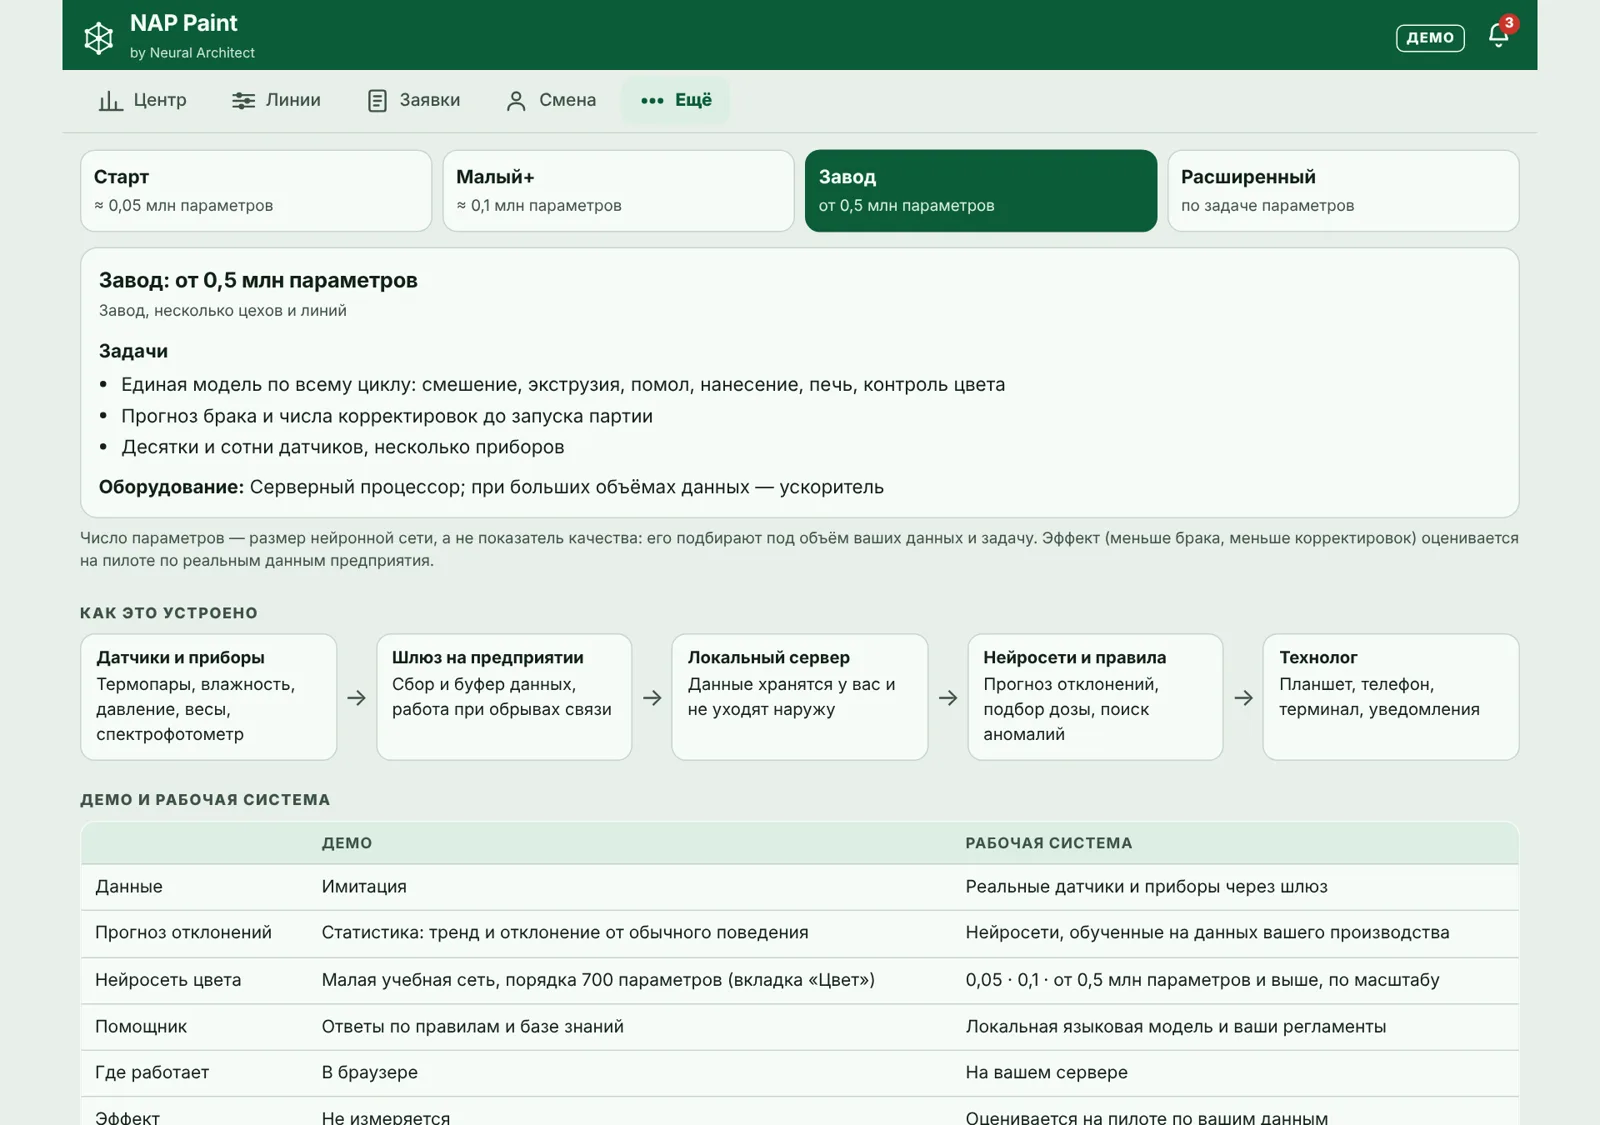 NAP Paint
by Neural Architect
ДЕМО
3
Центр
Линии
Заявки
Смена
Ещё
Старт
≈ 0,05 млн параметров
Малый+
≈ 0,1 млн параметров
Завод
от 0,5 млн параметров
Расширенный
по задаче параметров
Завод: от 0,5 млн параметров
Завод, несколько цехов и линий
Задачи
• Единая модель по всему циклу: смешение, экструзия, помол, нанесение, печь, контроль цвета
• Прогноз брака и числа корректировок до запуска партии
• Десятки и сотни датчиков, несколько приборов
Оборудование: Серверный процессор; при больших объёмах данных — ускоритель
Число параметров — размер нейронной сети, а не показатель качества: его подбирают под объём ваших данных и задачу. Эффект (меньше брака, меньше корректировок) оценивается
на пилоте по реальным данным предприятия.
КАК ЭТО УСТРОЕНО
Датчики и приборы
Термопары, влажность,
давление, весы,
спектрофотометр
→
Шлюз на предприятии
Сбор и буфер данных,
работа при обрывах связи
→
Локальный сервер
Данные хранятся у вас и
не уходят наружу
→
Нейросети и правила
Прогноз отклонений,
подбор дозы, поиск
аномалий
→
Технолог
Планшет, телефон,
терминал, уведомления
ДЕМО И РАБОЧАЯ СИСТЕМА
ДЕМО РАБОЧАЯ СИСТЕМА
Данные Имитация Реальные датчики и приборы через шлюз
Прогноз отклонений Статистика: тренд и отклонение от обычного поведения Нейросети, обученные на данных вашего производства
Нейросеть цвета Малая учебная сеть, порядка 700 параметров (вкладка «Цвет») 0,05 · 0,1 · от 0,5 млн параметров и выше, по масштабу
Помощник Ответы по правилам и базе знаний Локальная языковая модель и ваши регламенты
Где работает В браузере На вашем сервере
Эффект Не измеряется Оценивается на пилоте по вашим данным